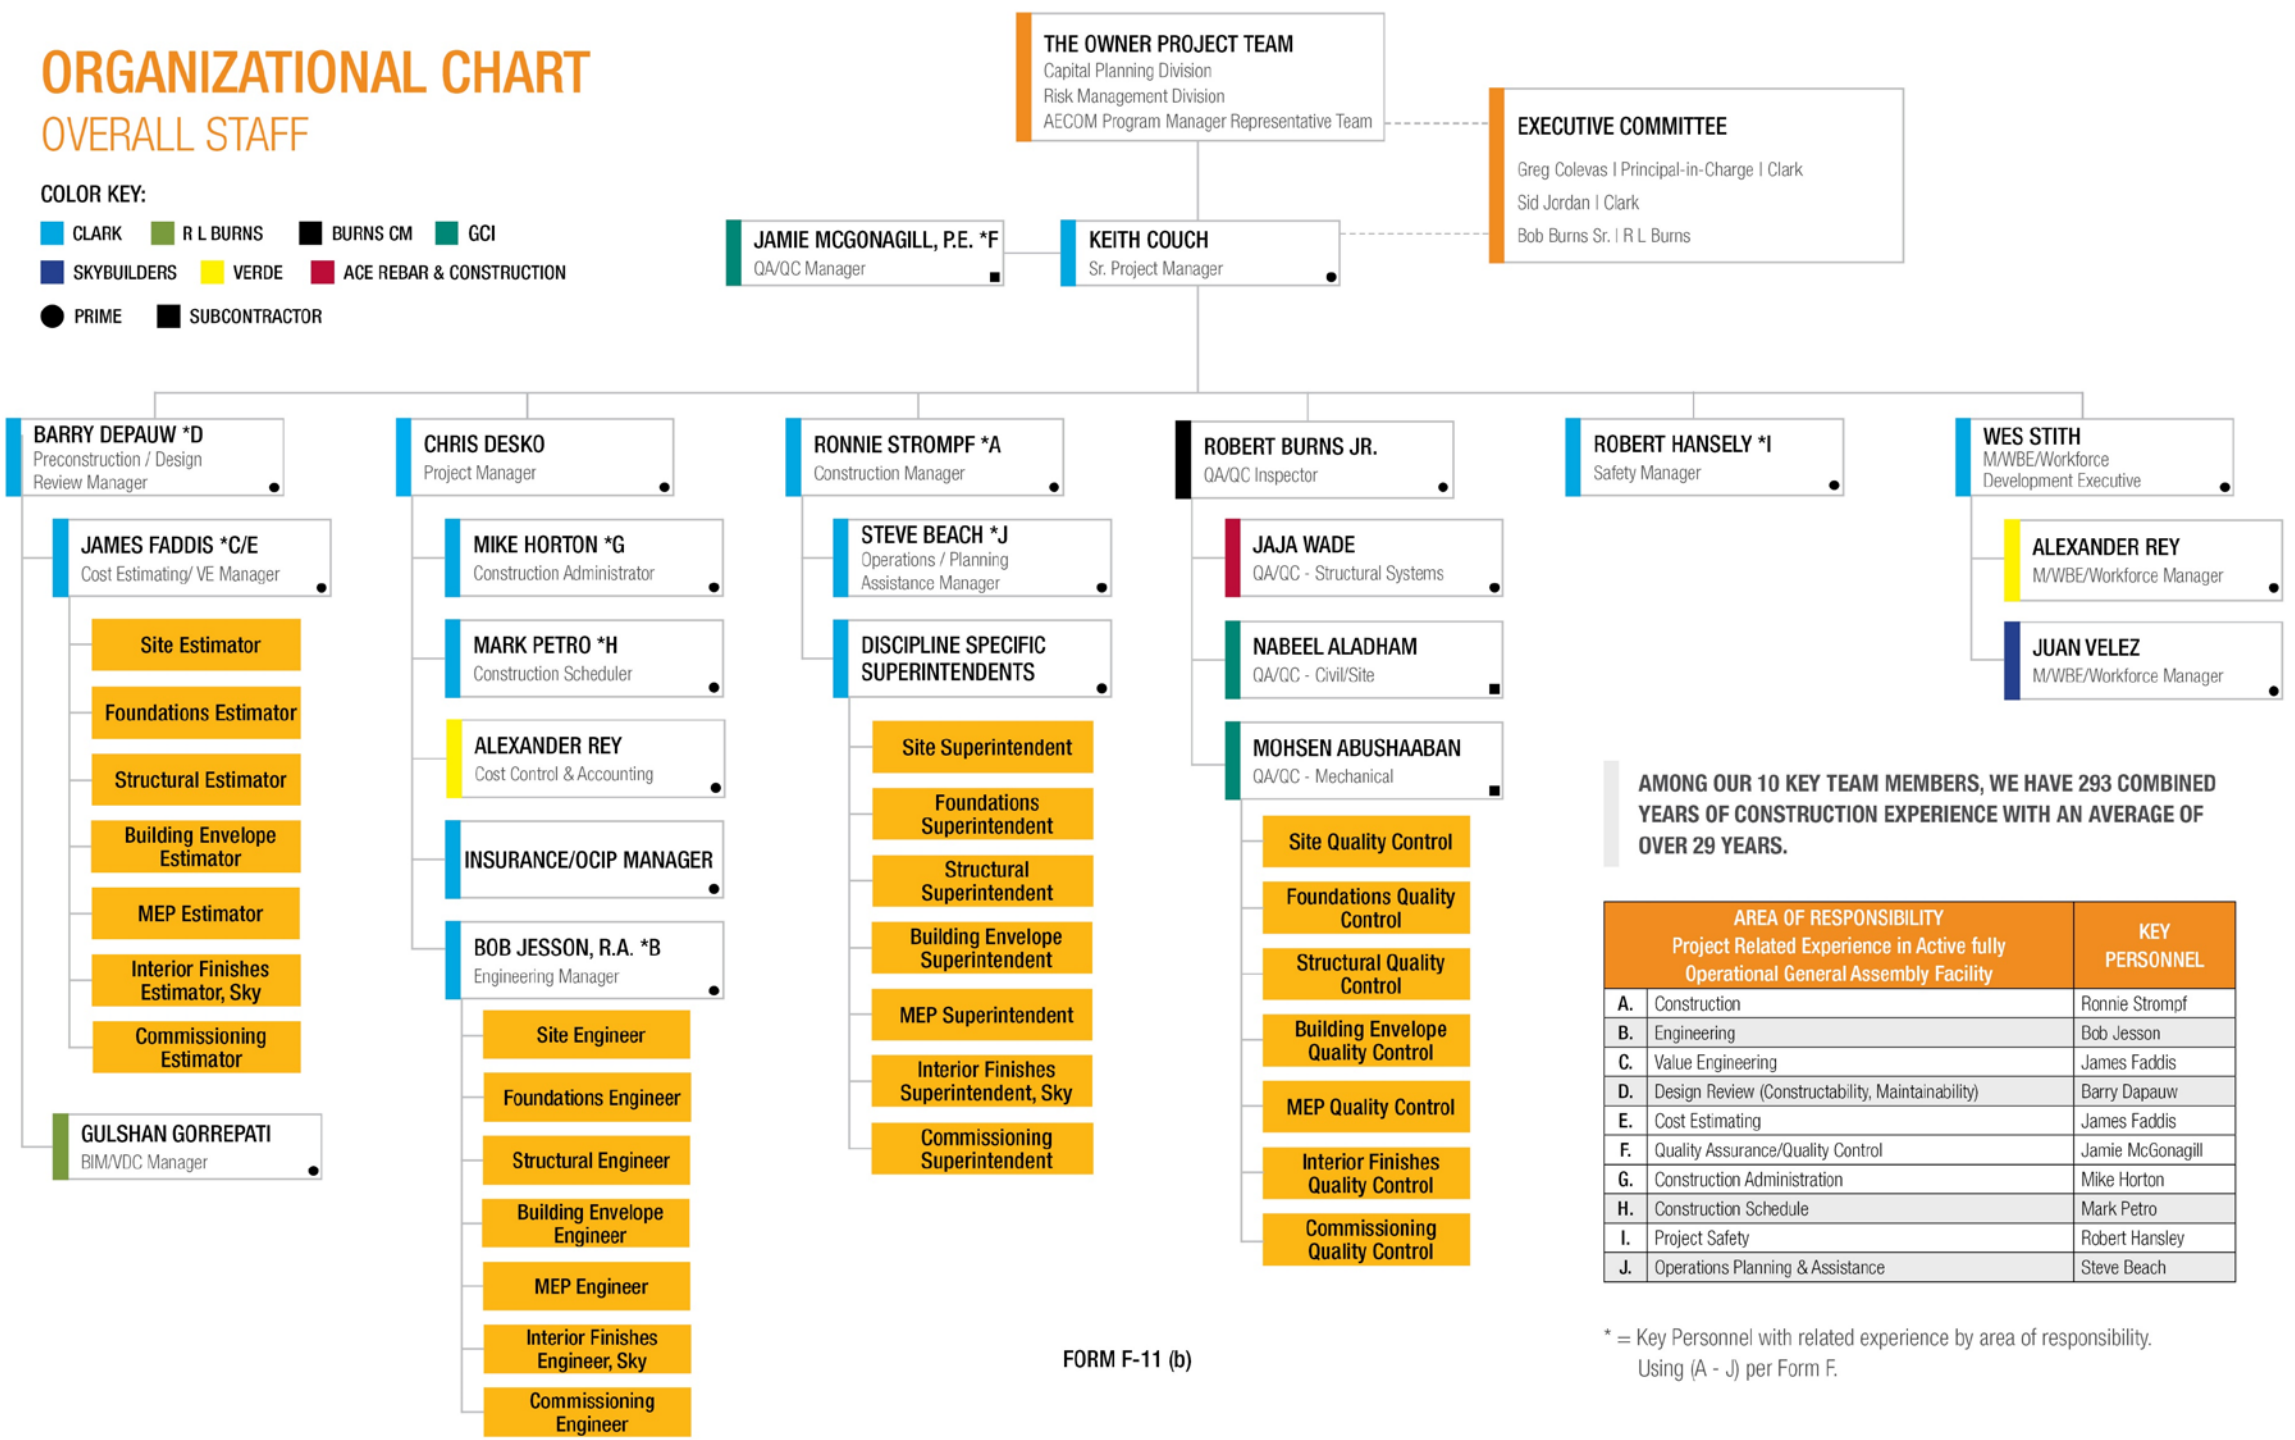 ORGANIZATIONAL CHART
OVERALL STAFF
COLOR KEY:
CLARK
R L BURNS
BURNS CM
GCI
SKYBUILDERS
VERDE
ACE REBAR & CONSTRUCTION
PRIME
SUBCONTRACTOR
THE OWNER PROJECT TEAM
Capital Planning Division
Risk Management Division
AECOM Program Manager Representative Team
EXECUTIVE COMMITTEE
Greg Colevas | Principal-in-Charge | Clark
Sid Jordan | Clark
Bob Burns Sr. | R L Burns
JAMIE MCGONAGILL, P.E. *F
QA/QC Manager
KEITH COUCH
Sr. Project Manager
BARRY DEPAUW *D
Preconstruction / Design
Review Manager
JAMES FADDIS *C/E
Cost Estimating/ VE Manager
Site Estimator
Foundations Estimator
Structural Estimator
Building Envelope
Estimator
MEP Estimator
Interior Finishes
Estimator, Sky
Commissioning
Estimator
GULSHAN GORREPATI
BIM/VDC Manager
CHRIS DESKO
Project Manager
MIKE HORTON *G
Construction Administrator
MARK PETRO *H
Construction Scheduler
ALEXANDER REY
Cost Control & Accounting
INSURANCE/OCIP MANAGER
BOB JESSON, R.A. *B
Engineering Manager
Site Engineer
Foundations Engineer
Structural Engineer
Building Envelope
Engineer
MEP Engineer
Interior Finishes
Engineer, Sky
Commissioning
Engineer
RONNIE STROMPF *A
Construction Manager
STEVE BEACH *J
Operations / Planning
Assistance Manager
DISCIPLINE SPECIFIC
SUPERINTENDENTS
Site Superintendent
Foundations
Superintendent
Structural
Superintendent
Building Envelope
Superintendent
MEP Superintendent
Interior Finishes
Superintendent, Sky
Commissioning
Superintendent
ROBERT BURNS JR.
QA/QC Inspector
JAJA WADE
QA/QC - Structural Systems
NABEEL ALADHAM
QA/QC - Civil/Site
MOHSEN ABUSHAABAN
QA/QC - Mechanical
Site Quality Control
Foundations Quality
Control
Structural Quality
Control
Building Envelope
Quality Control
MEP Quality Control
Interior Finishes
Quality Control
Commissioning
Quality Control
ROBERT HANSELY *I
Safety Manager
WES STITH
M/WBE/Workforce
Development Executive
ALEXANDER REY
M/WBE/Workforce Manager
JUAN VELEZ
M/WBE/Workforce Manager
AMONG OUR 10 KEY TEAM MEMBERS, WE HAVE 293 COMBINED
YEARS OF CONSTRUCTION EXPERIENCE WITH AN AVERAGE OF
OVER 29 YEARS.
AREA OF RESPONSIBILITY
Project Related Experience in Active fully
Operational General Assembly Facility
KEY
PERSONNEL
A. Construction Ronnie Strompf
B. Engineering Bob Jesson
C. Value Engineering James Faddis
D. Design Review (Constructability, Maintainability) Barry Dapauw
E. Cost Estimating James Faddis
F. Quality Assurance/Quality Control Jamie McGonagill
G. Construction Administration Mike Horton
H. Construction Schedule Mark Petro
I. Project Safety Robert Hansley
J. Operations Planning & Assistance Steve Beach
* = Key Personnel with related experience by area of responsibility.
Using (A - J) per Form F.
FORM F-11 (b)